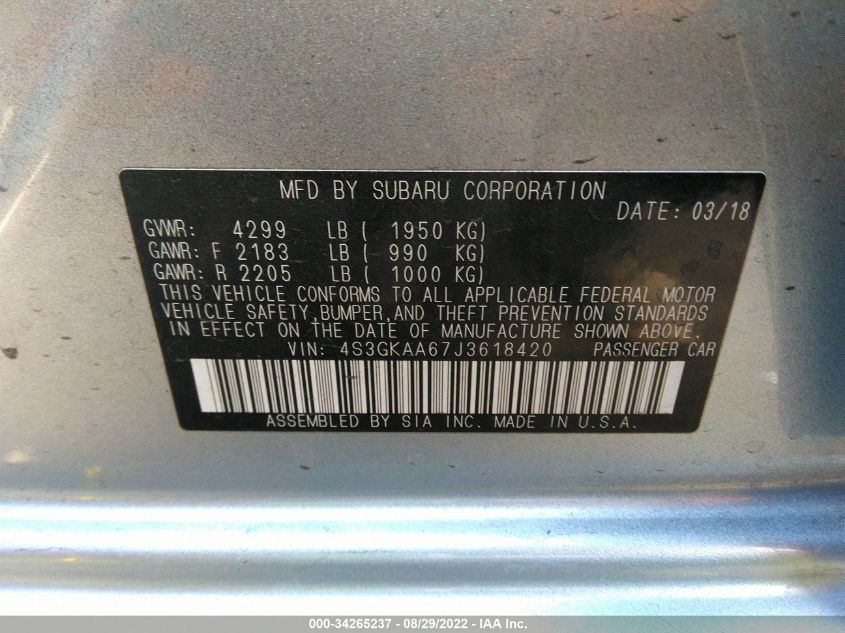 MFD BY SUBARU CORPORATION
DATE: 03/18
GVWR: 4299 LB ( 1950 KG)
GAWR: F 2183 LB ( 990 KG)
GAWR: R 2205 LB ( 1000 KG)
THIS VEHICLE CONFORMS TO ALL APPLICABLE FEDERAL MOTOR
VEHICLE SAFETY,BUMPER,AND THEFT PREVENTION STANDARDS
IN EFFECT ON THE DATE OF MANUFACTURE SHOWN ABOVE.
VIN: 4S3GKAA67J3618420 PASSENGER CAR
ASSEMBLED BY SIA INC. MADE IN U.S.A.
000-34265237 - 08/29/2022 - IAA Inc.